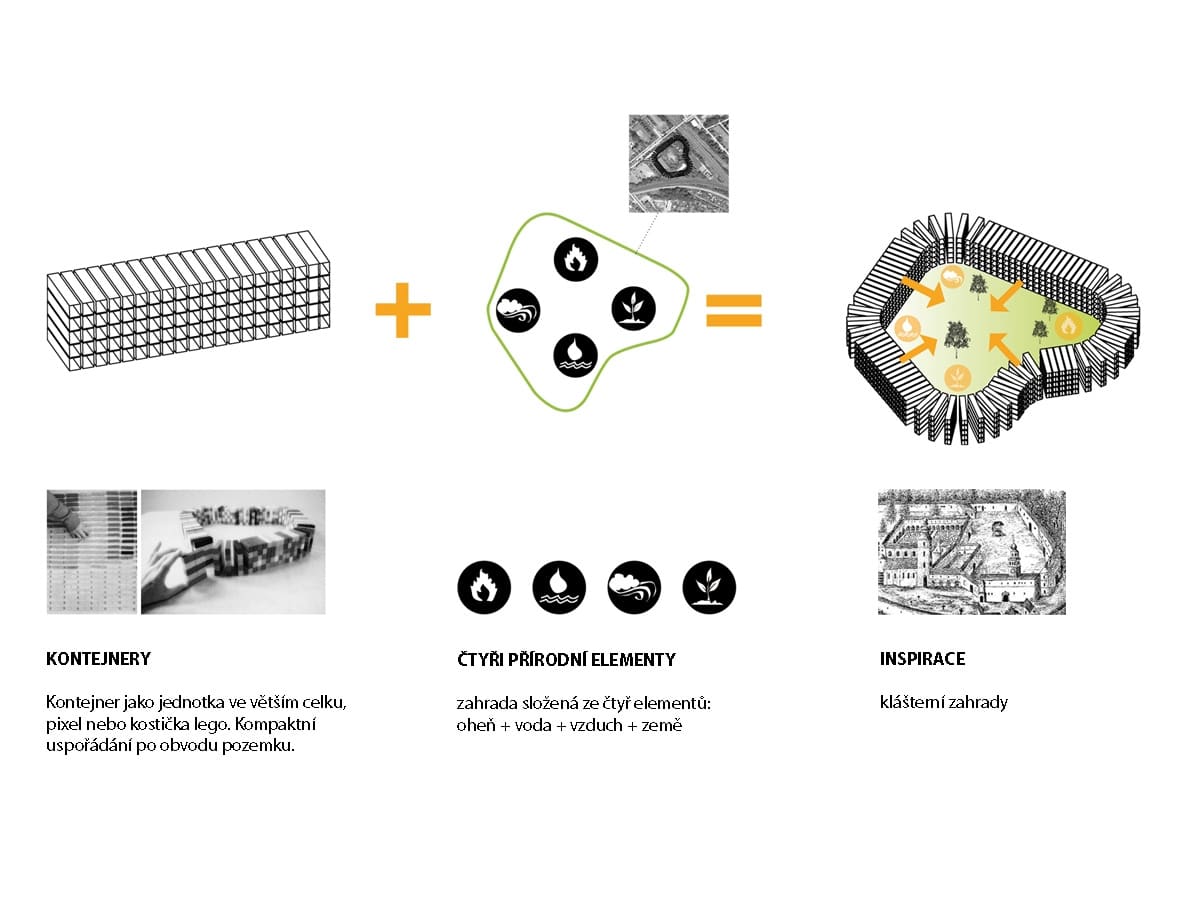 KONTEJNERY
Kontejner jako jednotka ve větším celku,
pixel nebo kostička lego. Kompaktní
uspořádání po obvodu pozemku.
ČTYŘI PŘÍRODNÍ ELEMENTY
zahrada složená ze čtyř elementů:
oheň + voda + vzduch + země
INSPIRACE
klášterní zahrady